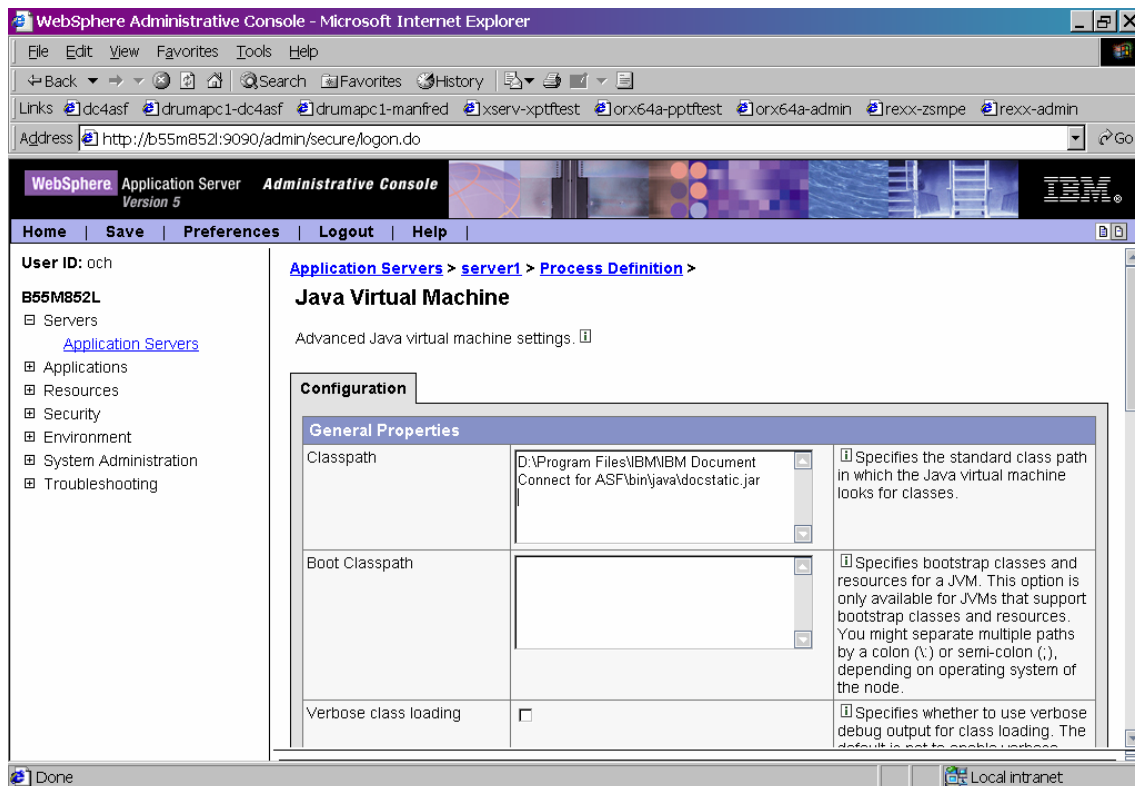 WebSphere Administrative Console - Microsoft Internet Explorer
File Edit View Favorites Tools Help
Back Search Favorites History
Links dc4asf drumapc1-dc4asf drumapc1-manfred xserv-xptftest orx64a-pptftest orx64a-admin rexx-zsmpe rexx-admin
Address http://b55m852l:9090/admin/secure/logon.do Go
WebSphere Application Server Administrative Console
Version 5
IBM®
Home | Save | Preferences | Logout | Help |
User ID: och
B55M852L
Servers
Application Servers
Applications
Resources
Security
Environment
System Administration
Troubleshooting
Application Servers > server1 > Process Definition >
Java Virtual Machine
Advanced Java virtual machine settings. i
Configuration
General Properties
Classpath
D:\Program Files\IBM\IBM Document
Connect for ASF\bin\java\docstatic.jar
i Specifies the standard class path
in which the Java virtual machine
looks for classes.
Boot Classpath
i Specifies bootstrap classes and
resources for a JVM. This option is
only available for JVMs that support
bootstrap classes and resources.
You might separate multiple paths
by a colon (\:) or semi-colon (;),
depending on operating system of
the node.
Verbose class loading
i Specifies whether to use verbose
debug output for class loading. The
default is not to enable verbose
Done
Local intranet